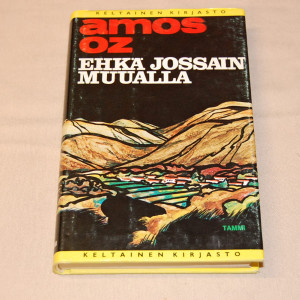 KELTAINEN KIRJASTO
amos
oz
EHKÄ JOSSAIN
MUUALLA
TAMMI
KELTAINEN KIRJASTO